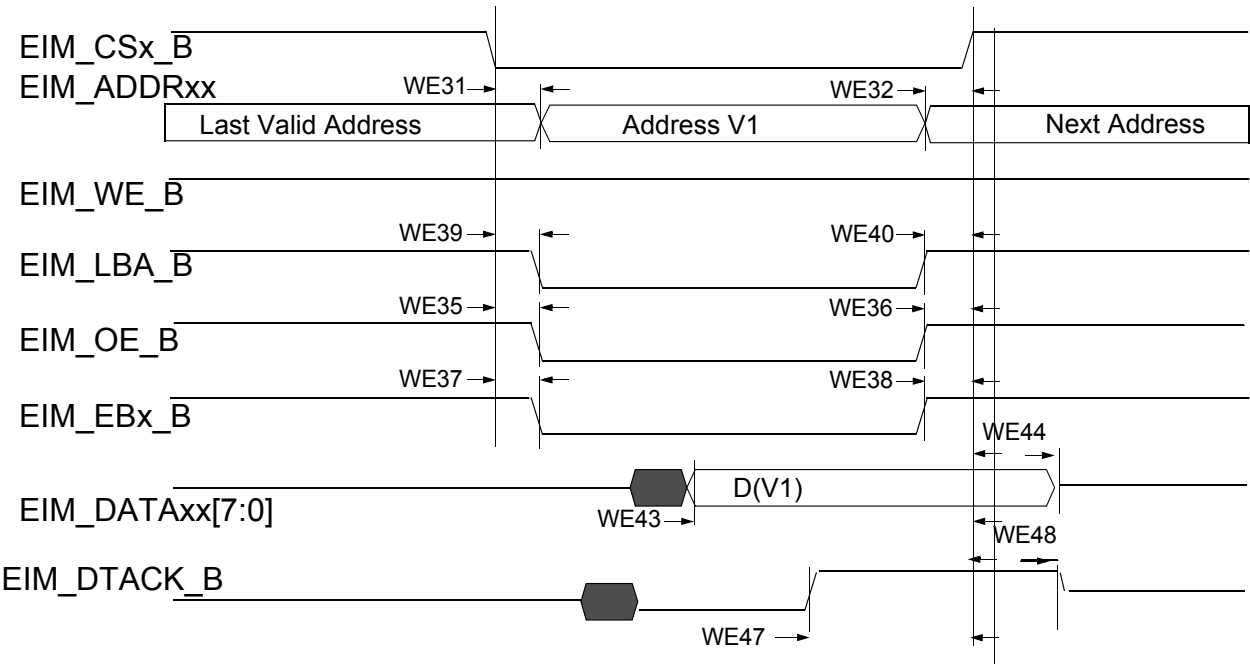 EIM_CSx_B
EIM_ADDRxx
WE31
WE32
Last Valid Address
Address V1
Next Address
EIM_WE_B
WE39
WE40
EIM_LBA_B
WE35
WE36
EIM_OE_B
WE37
WE38
EIM_EBx_B
WE44
D(V1)
EIM_DATAxx[7:0]
WE43
WE48
EIM_DTACK_B
WE47